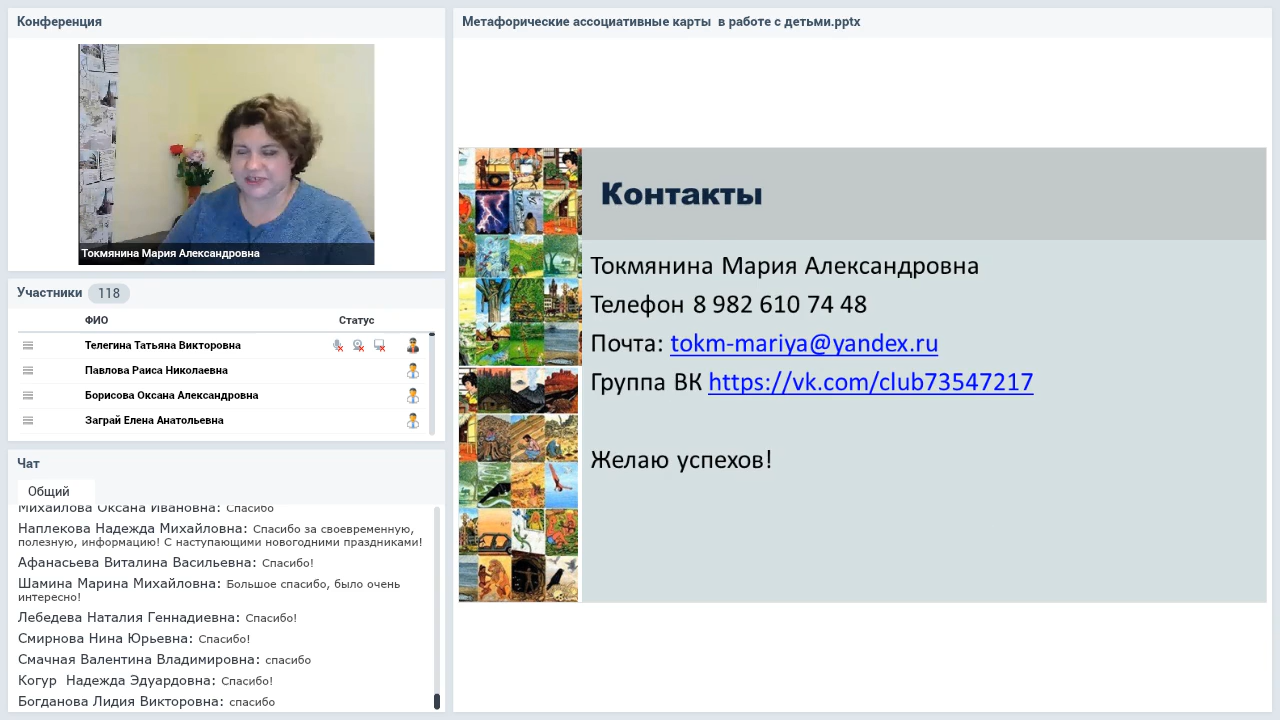 Конференция
Токмянина Мария Александровна
Участники 118
ФИО Статус
Телегина Татьяна Викторовна
Павлова Раиса Николаевна
Борисова Оксана Александровна
Заграй Елена Анатольевна
Чат
Общий
Михайлова Оксана Ивановна: Спасибо
Наплекова Надежда Михайловна: Спасибо за своевременную,
полезную, информацию! С наступающими новогодними праздниками!
Афанасьева Виталина Васильевна: Спасибо!
Шамина Марина Михайловна: Большое спасибо, было очень
интересно!
Лебедева Наталия Геннадиевна: Спасибо!
Смирнова Нина Юрьевна: Спасибо!
Смачная Валентина Владимировна: спасибо
Когур Надежда Эдуардовна: Спасибо!
Богданова Лидия Викторовна: спасибо
Метафорические ассоциативные карты в работе с детьми.pptx
Контакты
Токмянина Мария Александровна
Телефон 8 982 610 74 48
Почта: tokm-mariya@yandex.ru
Группа ВК https://vk.com/club73547217
Желаю успехов!